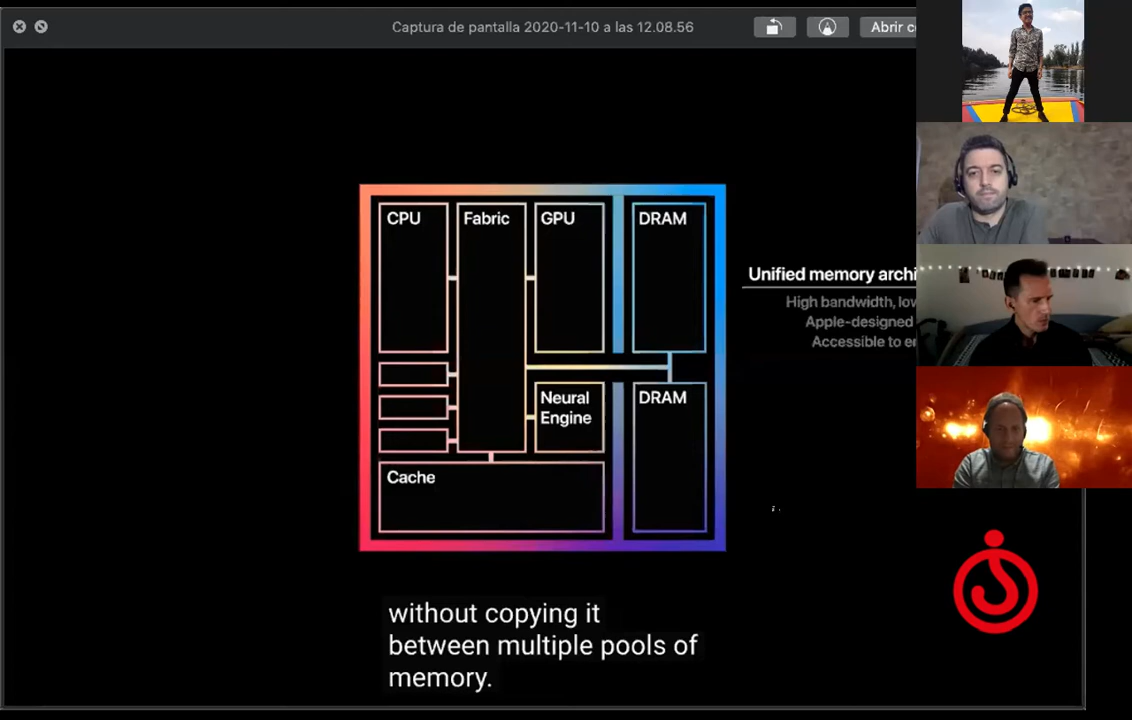 Captura de pantalla 2020-11-10 a las 12.08.56
Abrir c
CPU
Fabric
GPU
DRAM
Unified memory archi
High bandwidth, low
Apple-designed
Accessible to e
Neural
Engine
DRAM
Cache
without copying it
between multiple pools of
memory.